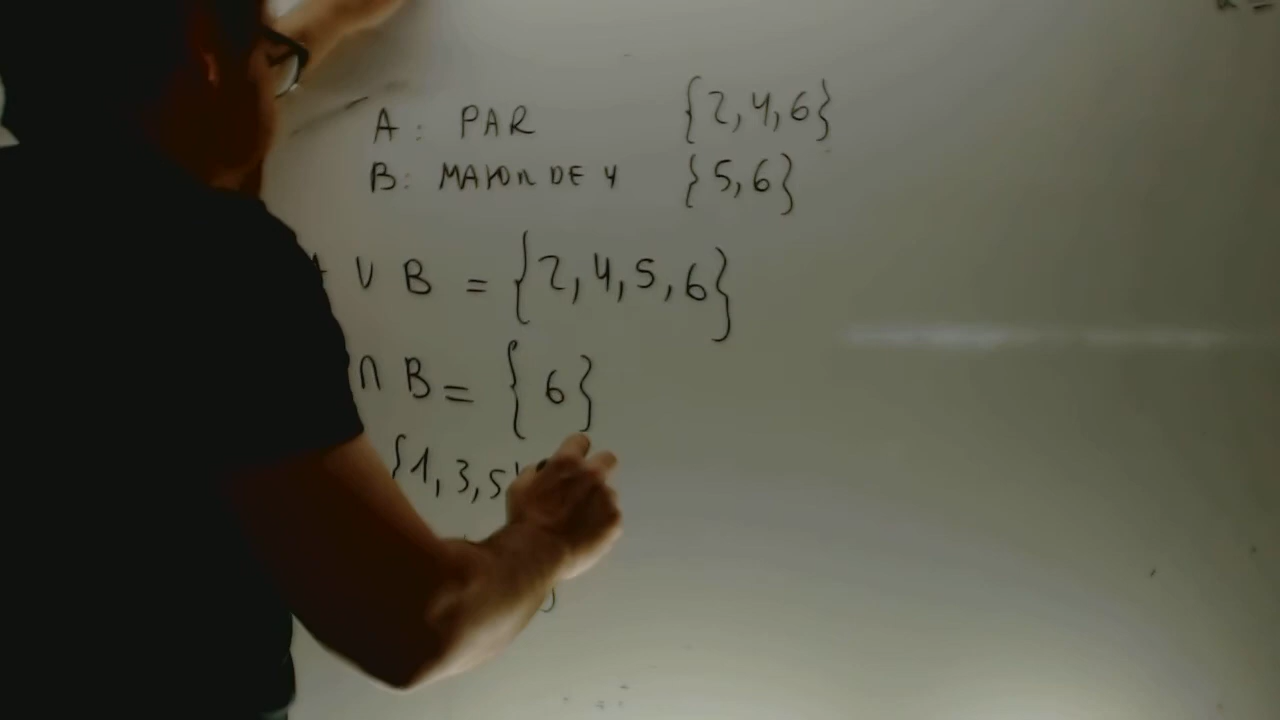 A: PAR {2,4,6}
B: MAYOR DE 4 {5,6}
U B = {2,4,5,6}
∩ B = {6}
{1,3,5